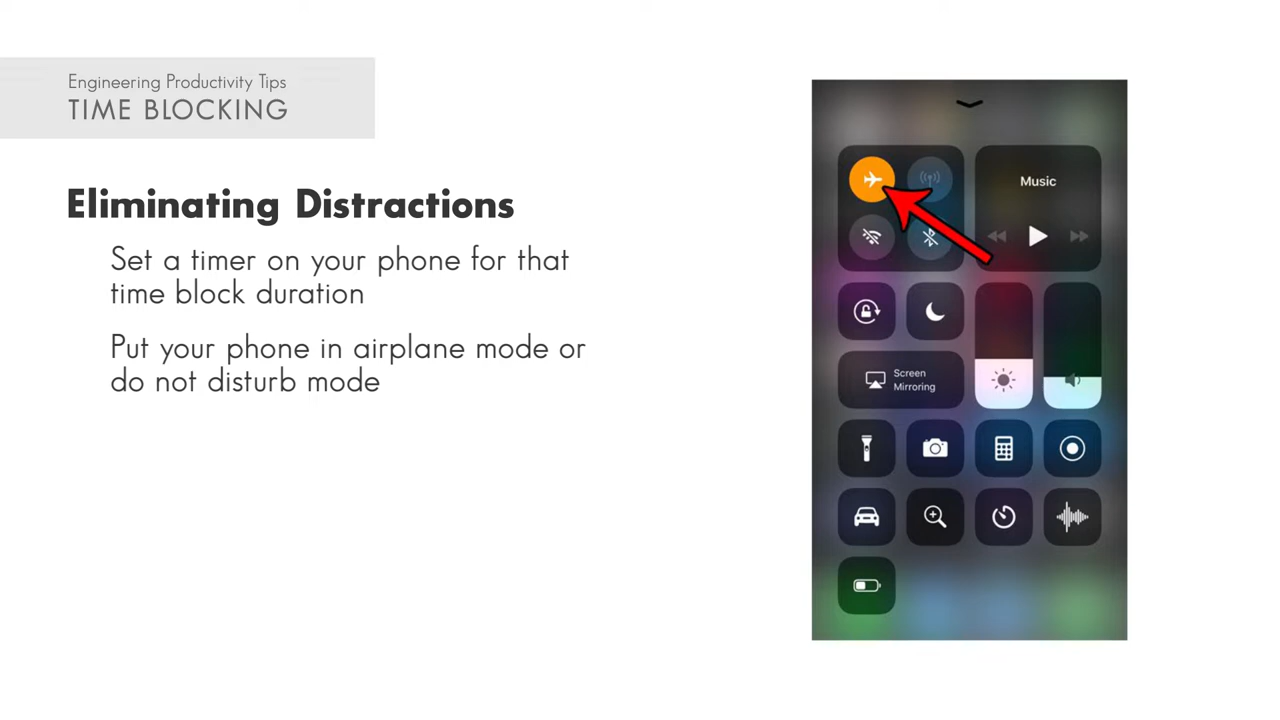 Engineering Productivity Tips
TIME BLOCKING
Eliminating Distractions
Set a timer on your phone for that
time block duration
Put your phone in airplane mode or
do not disturb mode
Music
Screen
Mirroring